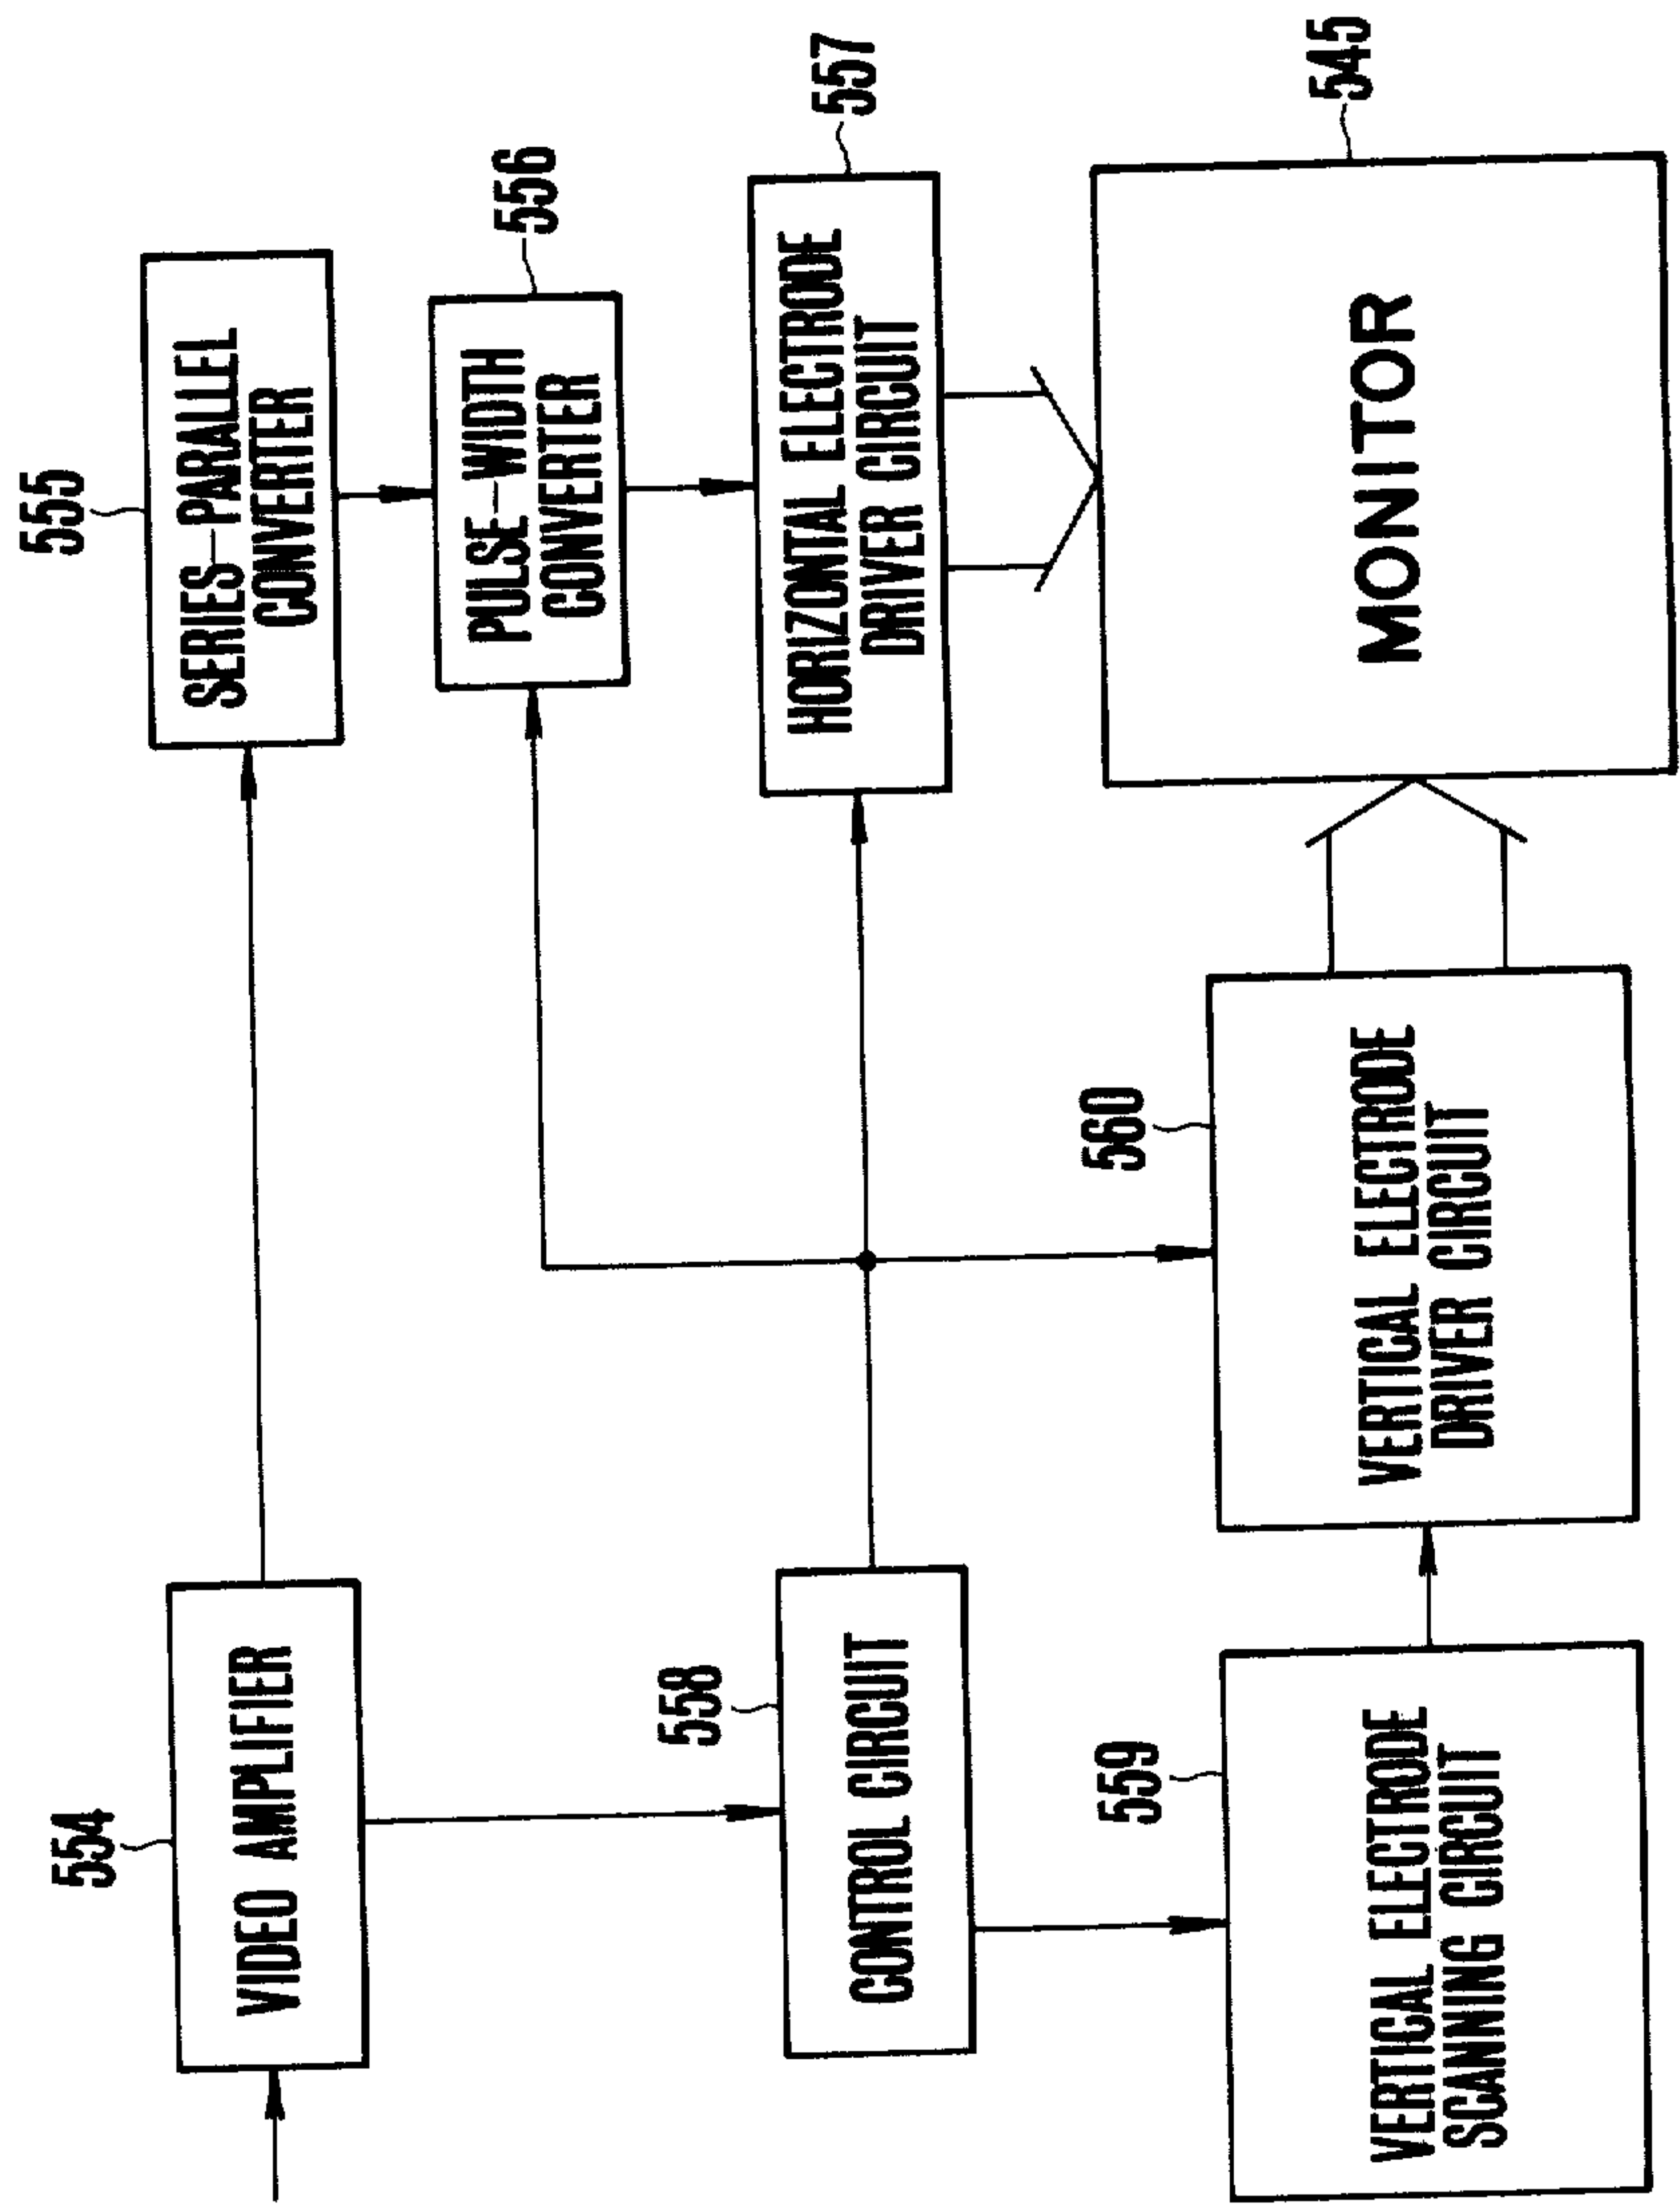 554
VIDEO AMPLIFIER
555
SERIES–PARALLEL
CONVERTER
PULSE–WIDTH
CONVERTER
556
558
CONTROL CIRCUIT
HORIZONTAL ELECTRODE
DRIVER CIRCUIT
557
559
VERTICAL ELECTRODE
SCANNING CIRCUIT
560
VERTICAL ELECTRODE
DRIVER CIRCUIT
MONITOR
545